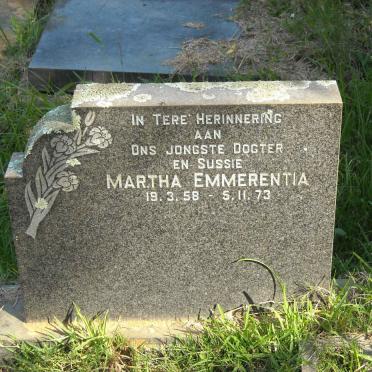 IN TERE HERINNERING
AAN
ONS JONGSTE DOGTER
EN SUSSIE
MARTHA EMMERENTIA
19.3.58 - 5.11.73